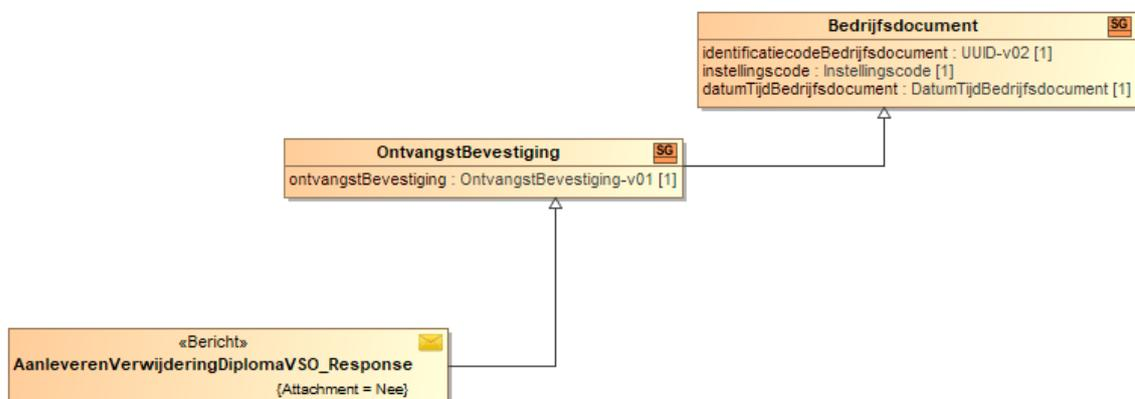 Bedrijfsdocument SG
identificatiecodeBedrijfsdocument : UUID-v02 [1]
instellingscode : Instellingscode [1]
datumTijdBedrijfsdocument : DatumTijdBedrijfsdocument [1]
OntvangstBevestiging SG
ontvangstBevestiging : OntvangstBevestiging-v01 [1]
«Bericht»
AanleverenVerwijderingDiplomaVSO_Response
{Attachment = Nee}